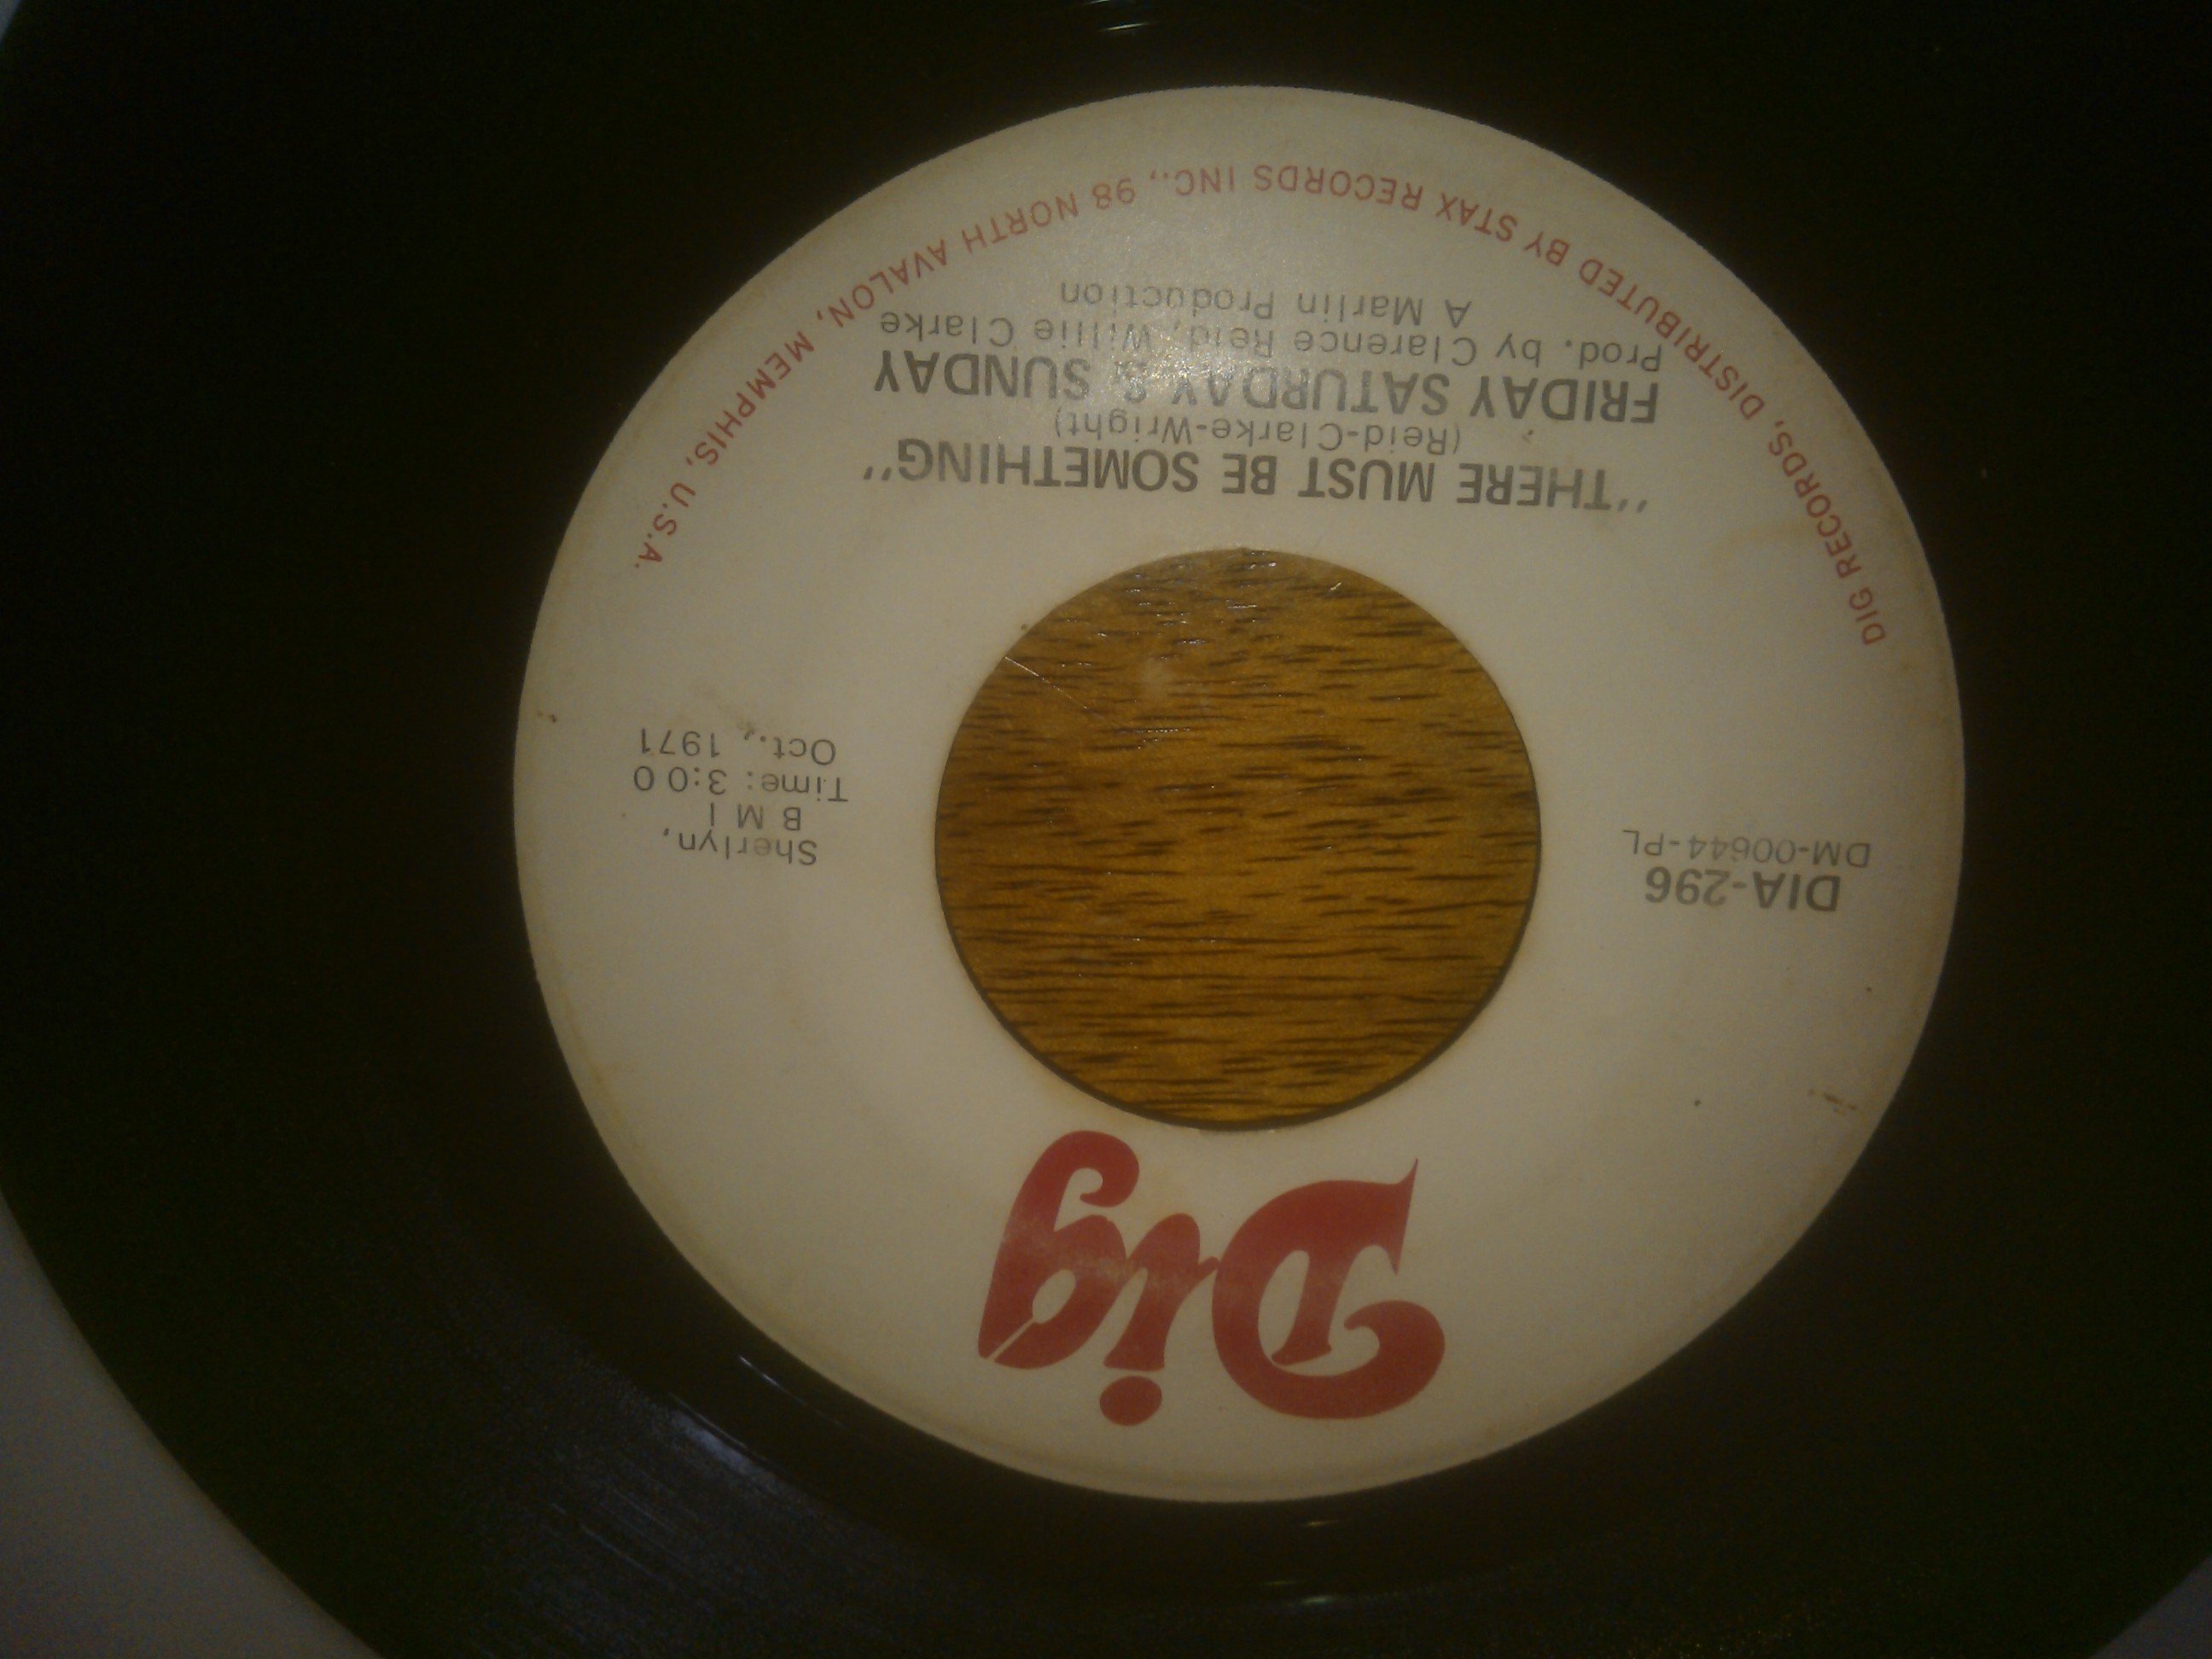 Dig
DIA-296
DM-00644-PL
Sherlyn,
B M I
Time: 3:00
Oct., 1971
"THERE MUST BE SOMETHING"
(Reid-Clarke-Wright)
FRIDAY SATURDAY & SUNDAY
Prod. by Clarence Reid, Willie Clarke
A Marlin Production
DIG RECORDS, DISTRIBUTED BY STAX RECORDS INC., 98 NORTH AVALON, MEMPHIS, U.S.A.